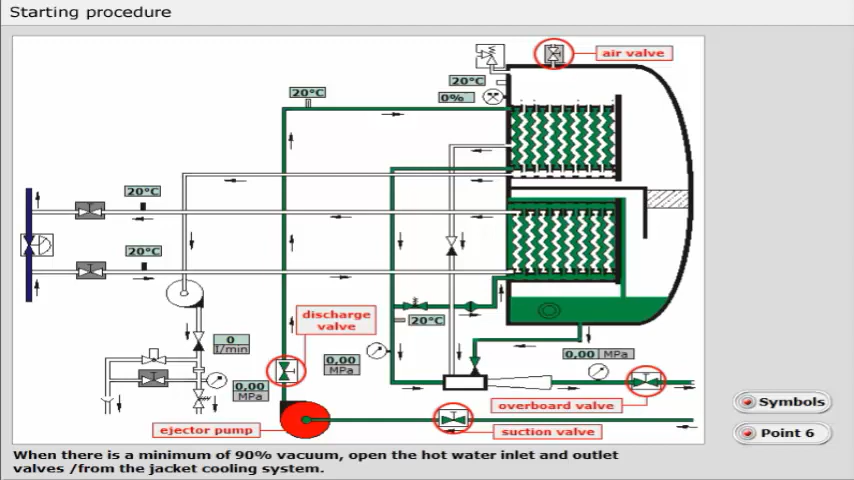 Starting procedure
air valve
20°C
20°C
0%
20°C
20°C
discharge
valve
20°C
0
l/min
0,00
MPa
0,00 MPa
0,00
MPa
overboard valve
ejector pump
suction valve
Symbols
Point 6
When there is a minimum of 90% vacuum, open the hot water inlet and outlet
valves /from the jacket cooling system.